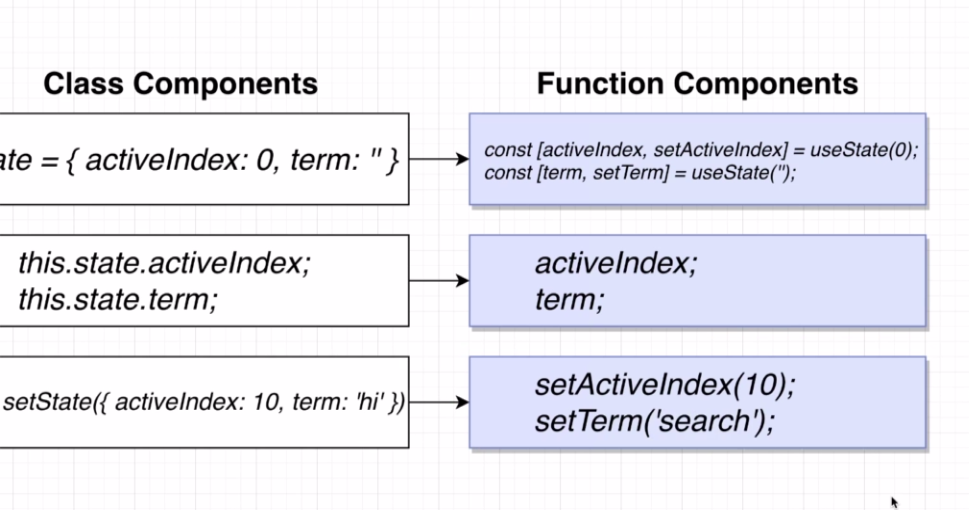 Class Components
Function Components
ate = { activeIndex: 0, term: '' }
const [activeIndex, setActiveIndex] = useState(0);
const [term, setTerm] = useState('');
this.state.activeIndex;
this.state.term;
activeIndex;
term;
setState({ activeIndex: 10, term: 'hi' })
setActiveIndex(10);
setTerm('search');